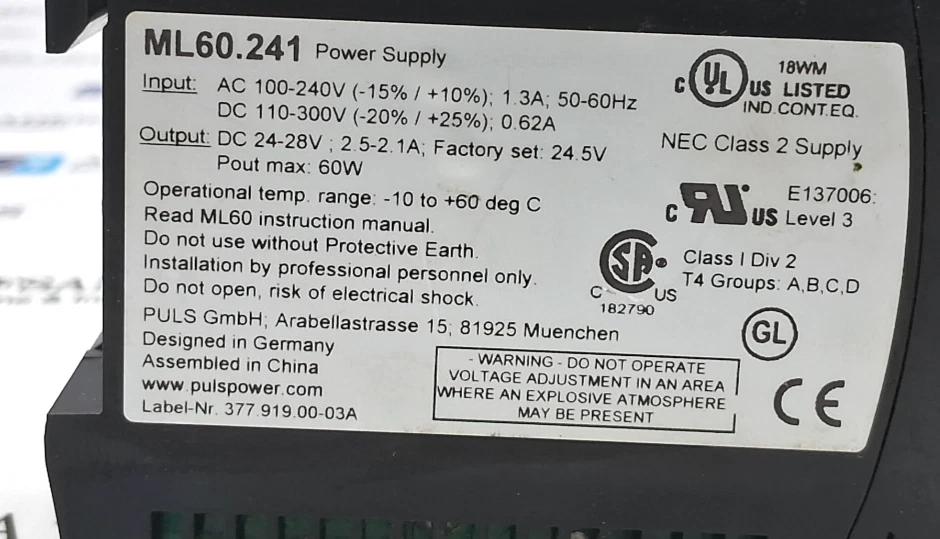 ML60.241 Power Supply
Input: AC 100-240V (-15% / +10%); 1.3A; 50-60Hz
DC 110-300V (-20% / +25%); 0.62A
Output: DC 24-28V ; 2.5-2.1A; Factory set: 24.5V
Pout max: 60W
Operational temp. range: -10 to +60 deg C
Read ML60 instruction manual.
Do not use without Protective Earth.
Installation by professional personnel only.
Do not open, risk of electrical shock.
PULS GmbH; Arabellastrasse 15; 81925 Muenchen
Designed in Germany
Assembled in China
www.pulspower.com
Label-Nr. 377.919.00-03A
C UL US 18WM
LISTED
IND.CONT.EQ.
NEC Class 2 Supply
C RU US E137006:
Level 3
C SA US
182790
Class I Div 2
T4 Groups: A,B,C,D
GL
- WARNING - DO NOT OPERATE
VOLTAGE ADJUSTMENT IN AN AREA
WHERE AN EXPLOSIVE ATMOSPHERE
MAY BE PRESENT
CE